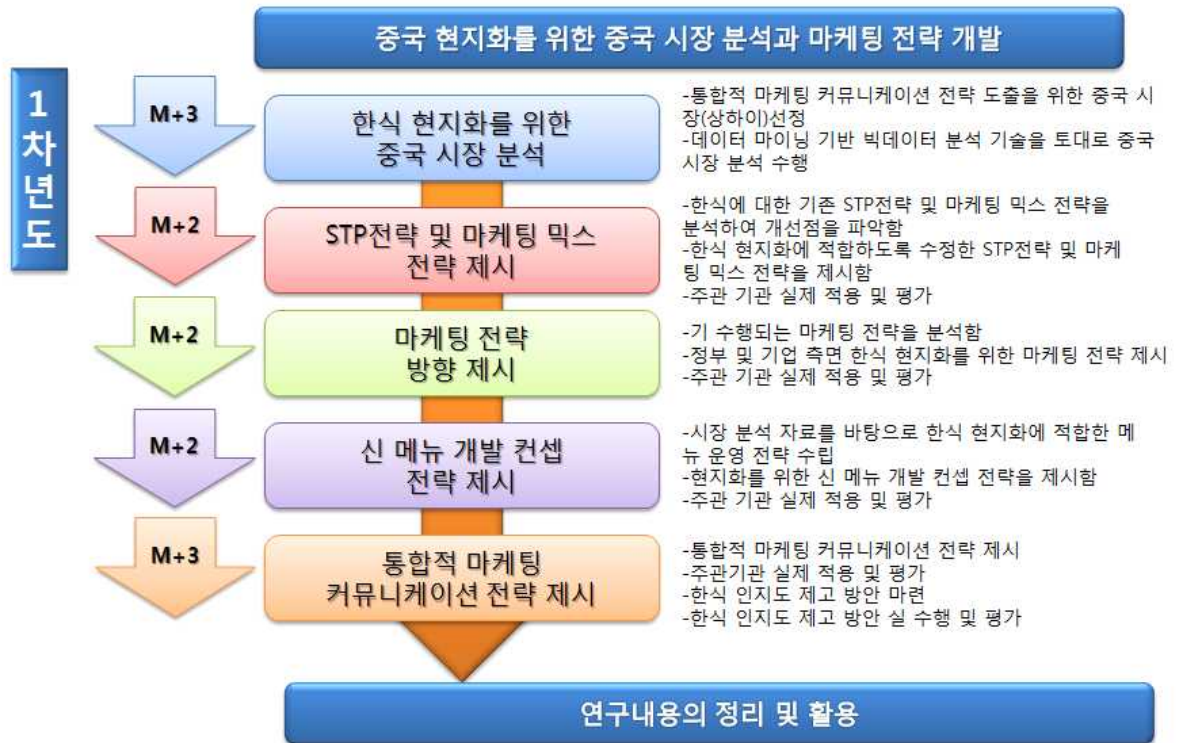 중국 현지화를 위한 중국 시장 분석과 마케팅 전략 개발
1
차
년
도
M+3
한식 현지화를 위한
중국 시장 분석
-통합적 마케팅 커뮤니케이션 전략 도출을 위한 중국 시
장(상하이)선정
-데이터 마이닝 기반 빅데이터 분석 기술을 토대로 중국
시장 분석 수행
M+2
STP전략 및 마케팅 믹스
전략 제시
-한식에 대한 기존 STP전략 및 마케팅 믹스 전략을
분석하여 개선점을 파악함
-한식 현지화에 적합하도록 수정한 STP전략 및 마케
팅 믹스 전략을 제시함
-주관 기관 실제 적용 및 평가
M+2
마케팅 전략
방향 제시
-기 수행되는 마케팅 전략을 분석함
-정부 및 기업 측면 한식 현지화를 위한 마케팅 전략 제시
-주관 기관 실제 적용 및 평가
M+2
신 메뉴 개발 컨셉
전략 제시
-시장 분석 자료를 바탕으로 한식 현지화에 적합한 메
뉴 운영 전략 수립
-현지화를 위한 신 메뉴 개발 컨셉 전략을 제시함
-주관 기관 실제 적용 및 평가
M+3
통합적 마케팅
커뮤니케이션 전략 제시
-통합적 마케팅 커뮤니케이션 전략 제시
-주관기관 실제 적용 및 평가
-한식 인지도 제고 방안 마련
-한식 인지도 제고 방안 실 수행 및 평가
연구내용의 정리 및 활용